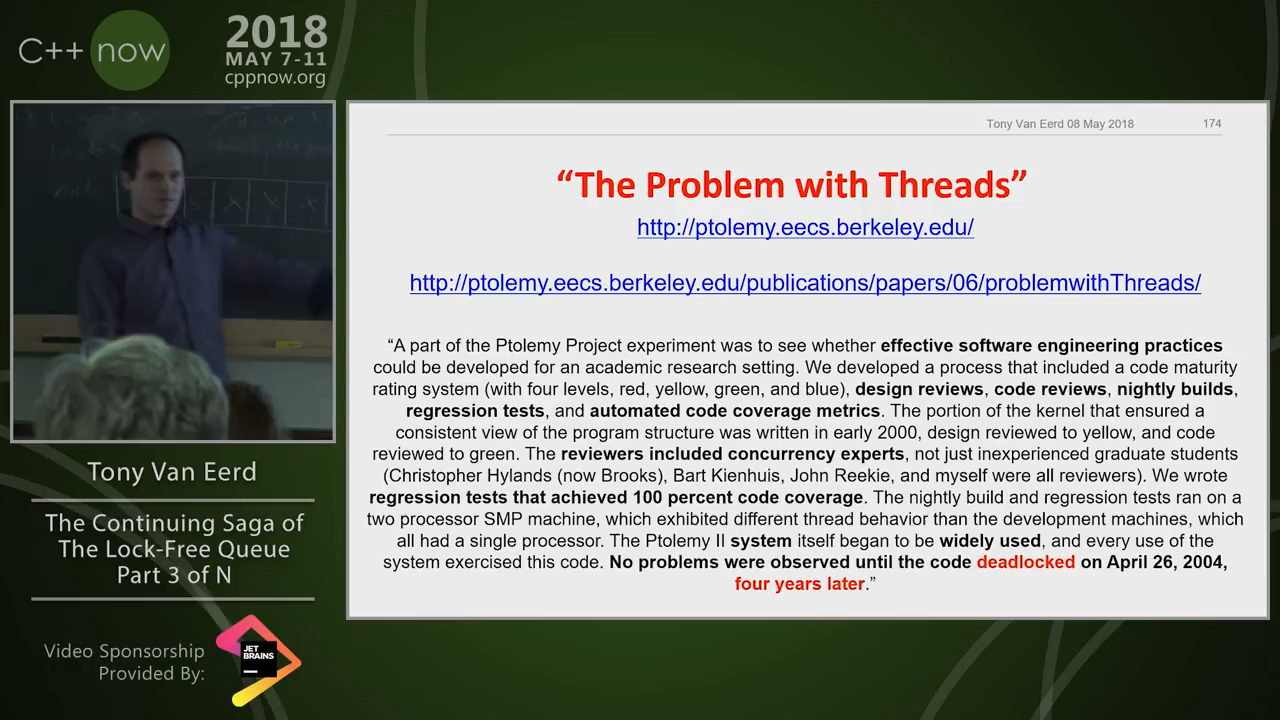 C++ now
2018
MAY 7-11
cppnow.org
Tony Van Eerd 08 May 2018 174
“The Problem with Threads”
http://ptolemy.eecs.berkeley.edu/
http://ptolemy.eecs.berkeley.edu/publications/papers/06/problemwithThreads/
“A part of the Ptolemy Project experiment was to see whether effective software engineering practices
could be developed for an academic research setting. We developed a process that included a code maturity
rating system (with four levels, red, yellow, green, and blue), design reviews, code reviews, nightly builds,
regression tests, and automated code coverage metrics. The portion of the kernel that ensured a
consistent view of the program structure was written in early 2000, design reviewed to yellow, and code
reviewed to green. The reviewers included concurrency experts, not just inexperienced graduate students
(Christopher Hylands (now Brooks), Bart Kienhuis, John Reekie, and myself were all reviewers). We wrote
regression tests that achieved 100 percent code coverage. The nightly build and regression tests ran on a
two processor SMP machine, which exhibited different thread behavior than the development machines, which
all had a single processor. The Ptolemy II system itself began to be widely used, and every use of the
system exercised this code. No problems were observed until the code deadlocked on April 26, 2004,
four years later.”
Tony Van Eerd
The Continuing Saga of
The Lock-Free Queue
Part 3 of N
Video Sponsorship
Provided By:
JET
BRAINS